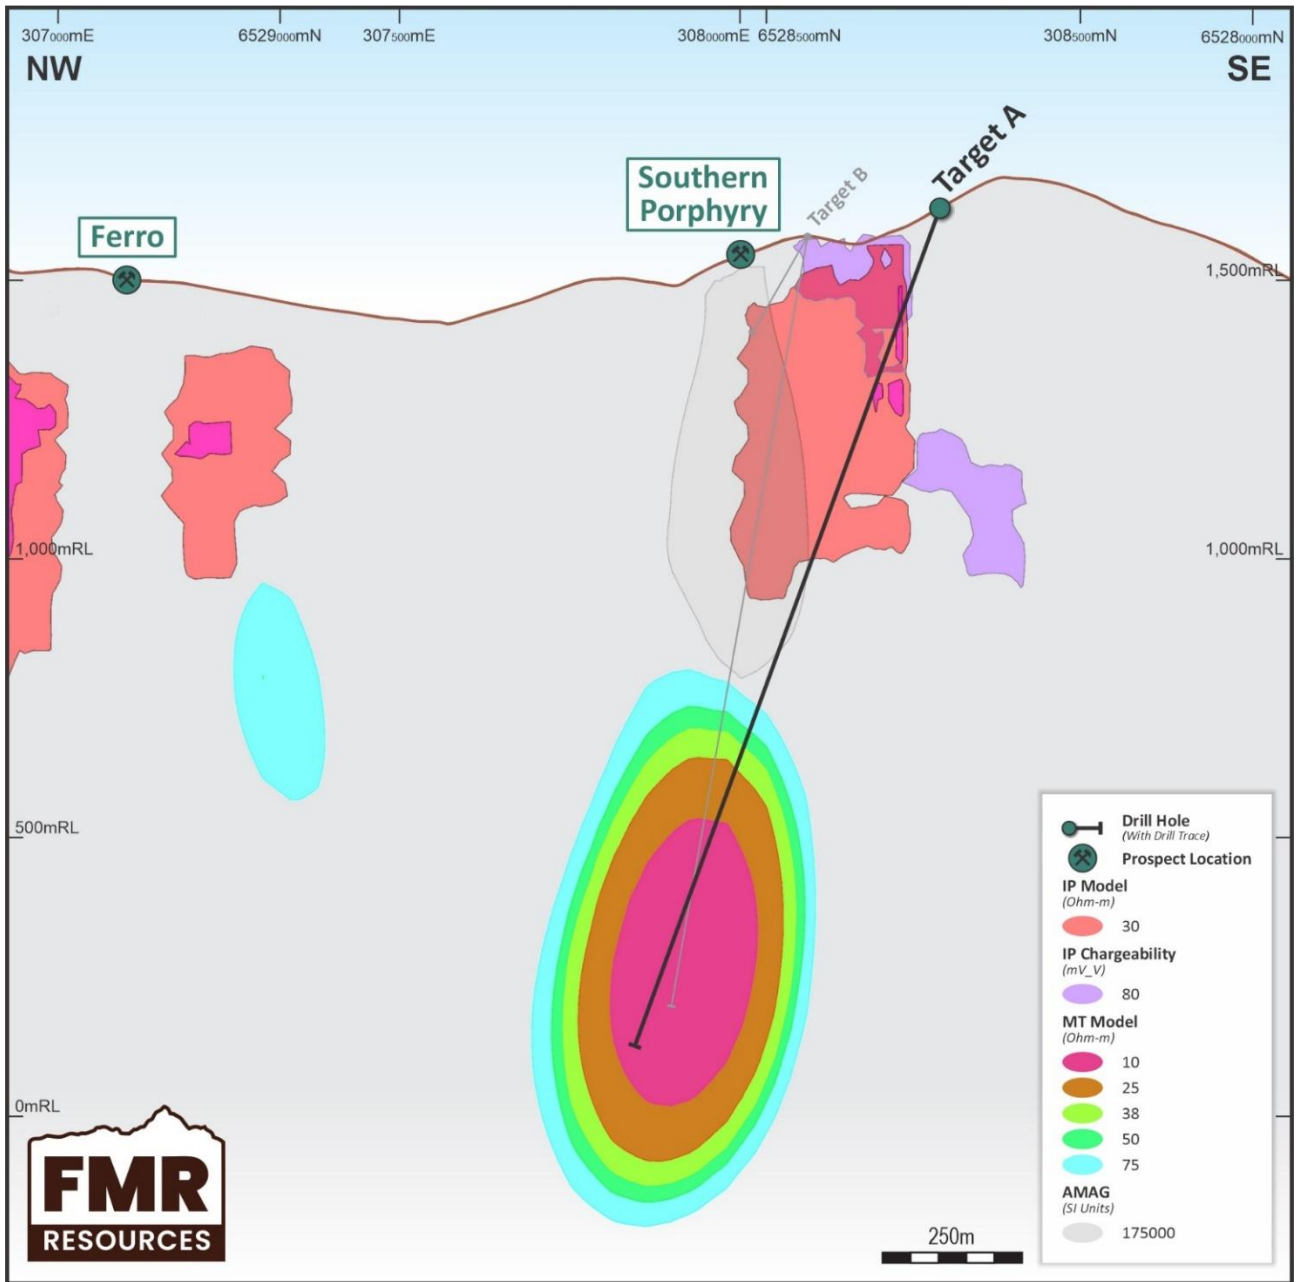 307000mE 6529000mN 307500mE 308000mE 6528500mN 308500mN 6528000mN
NW SE
Target A
Target B
Southern
Porphyry
Ferro
1,500mRL
1,000mRL 1,000mRL
500mRL
0mRL
Drill Hole
(With Drill Trace)
Prospect Location
IP Model
(Ohm-m)
30
IP Chargeability
(mV_V)
80
MT Model
(Ohm-m)
10
25
38
50
75
AMAG
(SI Units)
175000
250m
FMR
RESOURCES